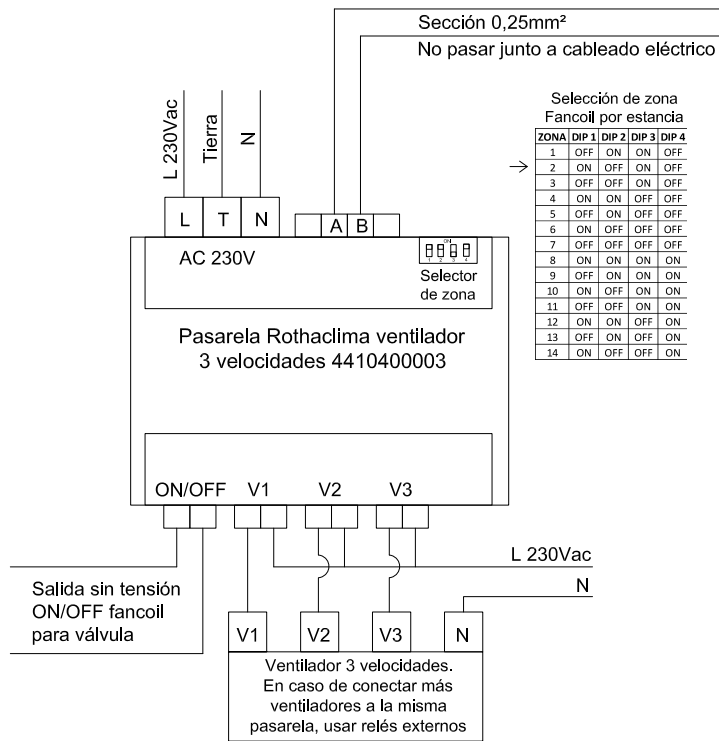 Sección 0,25mm²
No pasar junto a cableado eléctrico
L 230Vac
Tierra
N
Selección de zona
Fancoil por estancia
ZONA DIP 1 DIP 2 DIP 3 DIP 4
1 OFF ON ON OFF
→ 2 ON OFF ON OFF
3 OFF OFF ON OFF
4 ON ON OFF OFF
5 OFF ON OFF OFF
6 ON OFF OFF OFF
7 OFF OFF OFF OFF
8 ON ON ON ON
9 OFF ON ON ON
10 ON OFF ON ON
11 OFF OFF ON ON
12 ON ON OFF ON
13 OFF ON OFF ON
14 ON OFF OFF ON
L T N
A B
AC 230V
ON
1 2 3 4
Selector
de zona
Pasarela Rothaclima ventilador
3 velocidades 4410400003
ON/OFF V1 V2 V3
L 230Vac
N
Salida sin tensión
ON/OFF fancoil
para válvula
V1 V2 V3 N
Ventilador 3 velocidades.
En caso de conectar más
ventiladores a la misma
pasarela, usar relés externos